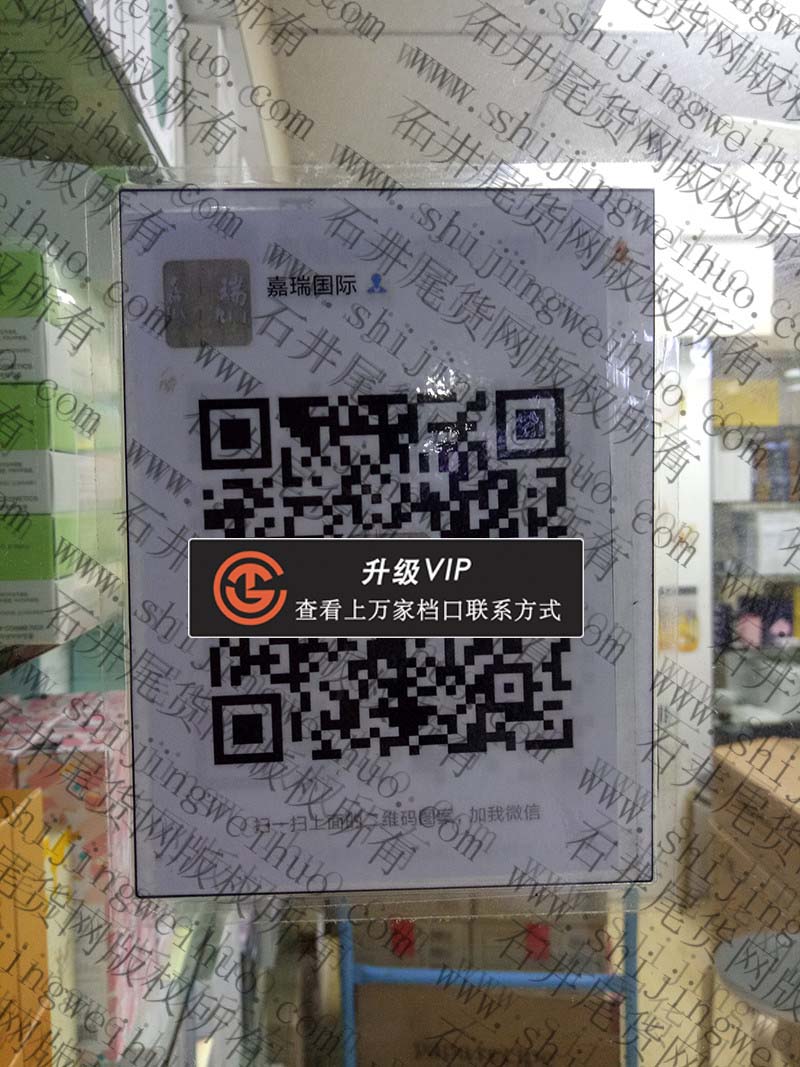 石井尾货网版权所有
www.shijingweihuo.com
嘉瑞国际
升级VIP
查看上万家档口联系方式
扫一扫上面的二维码图案，加我微信